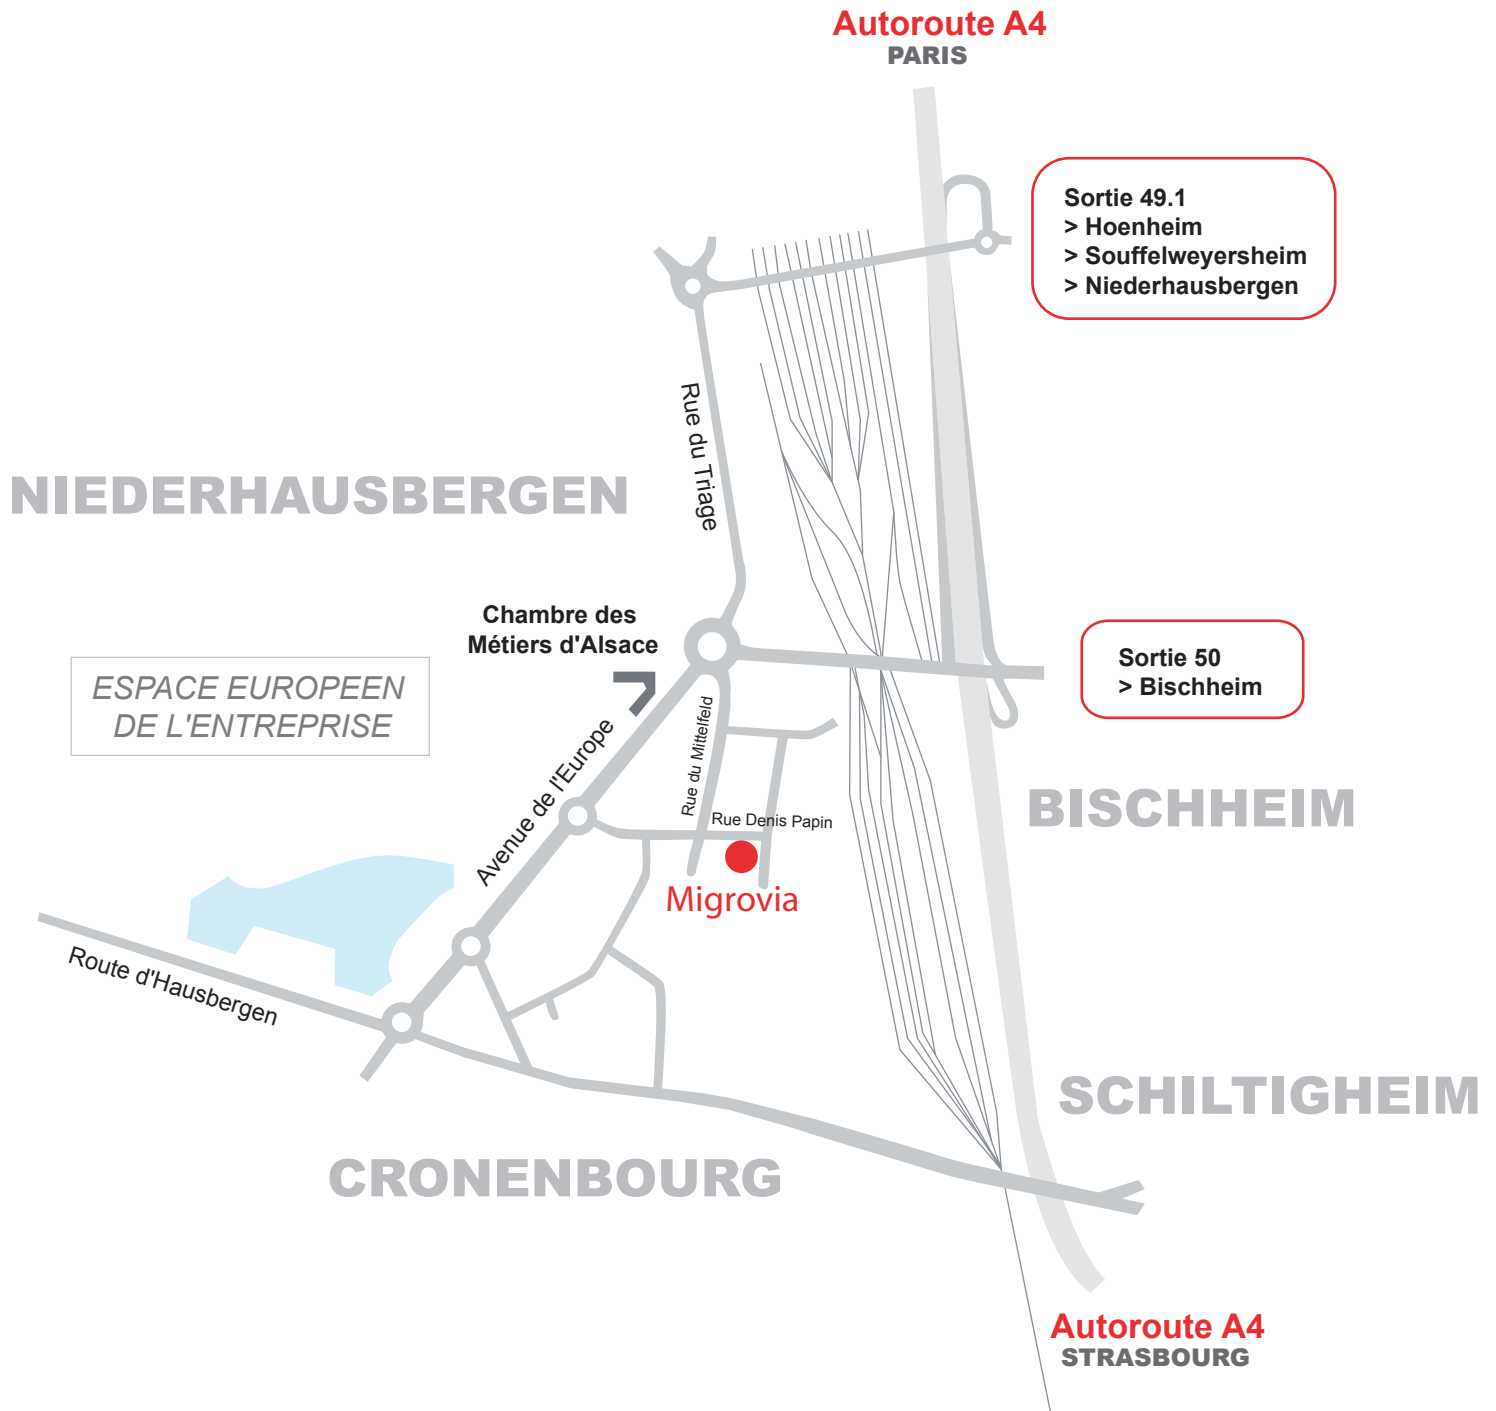 Autoroute A4
PARIS
Sortie 49.1
> Hoenheim
> Souffelweyersheim
> Niederhausbergen
Rue du Triage
NIEDERHAUSBERGEN
Chambre des
Métiers d'Alsace
ESPACE EUROPEEN
DE L'ENTREPRISE
Sortie 50
> Bischheim
Rue du Mittelfeld
Avenue de l'Europe
BISCHHEIM
Rue Denis Papin
Migrovia
Route d'Hausbergen
SCHILTIGHEIM
CRONENBOURG
Autoroute A4
STRASBOURG